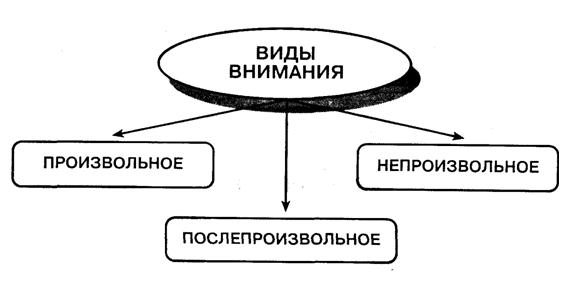 ВИДЫ
ВНИМАНИЯ
ПРОИЗВОЛЬНОЕ
НЕПРОИЗВОЛЬНОЕ
ПОСЛЕПРОИЗВОЛЬНОЕ